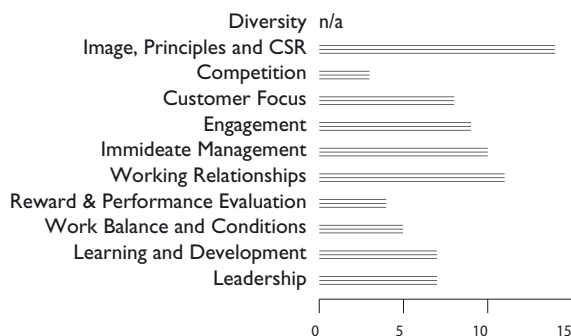 Diversity n/a
Image, Principles and CSR
Competition
Customer Focus
Engagement
Immideate Management
Working Relationships
Reward & Performance Evaluation
Work Balance and Conditions
Learning and Development
Leadership
0 5 10 15